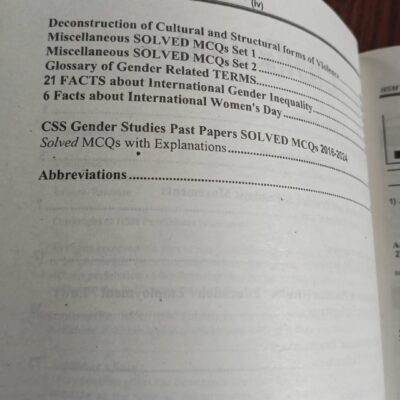 (iv)
Deconstruction of Cultural and Structural forms of Violence
Miscellaneous SOLVED MCQs Set 1
Miscellaneous SOLVED MCQs Set 2
Glossary of Gender Related TERMS
21 FACTS about International Gender Inequality
6 Facts about International Women's Day
CSS Gender Studies Past Papers SOLVED MCQs 2016-2024
Solved MCQs with Explanations
Abbreviations
HSM
1)